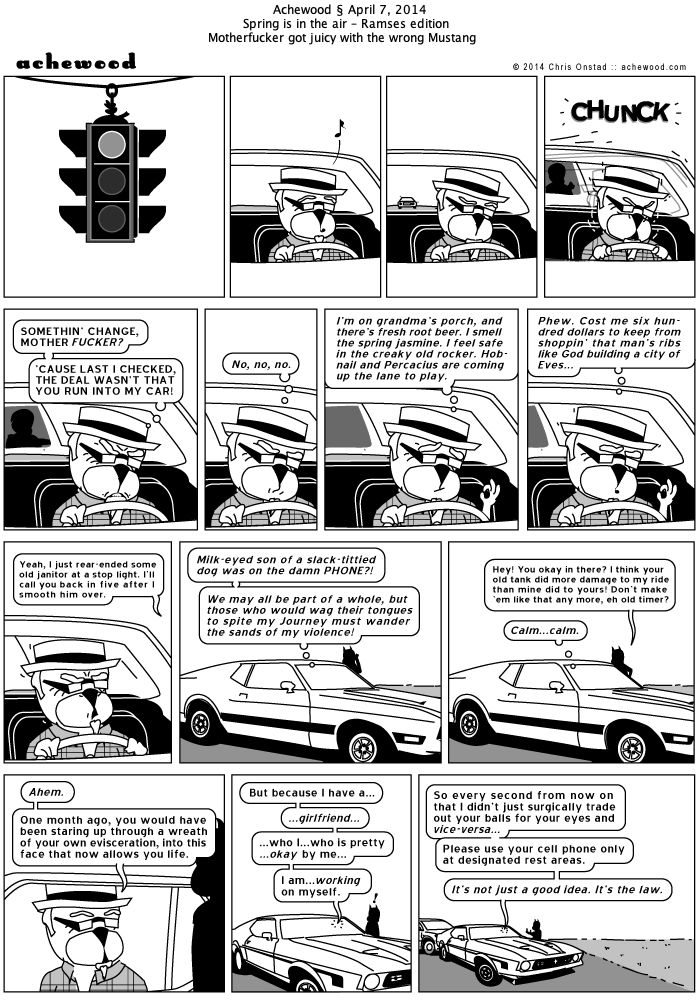 Achewood § April 7, 2014
Spring is in the air – Ramses edition
Motherfucker got juicy with the wrong Mustang
achewood
© 2014 Chris Onstad :: achewood.com
CHUNCK
SOMETHIN' CHANGE,
MOTHER FUCKER?
'CAUSE LAST I CHECKED,
THE DEAL WASN'T THAT
YOU RUN INTO MY CAR!
No, no, no.
I'm on grandma's porch, and
there's fresh root beer. I smell
the spring jasmine. I feel safe
in the creaky old rocker. Hob-
nail and Percacius are coming
up the lane to play.
Phew. Cost me six hun-
dred dollars to keep from
shoppin' that man's ribs
like God building a city of
Eves...
Yeah, I just rear-ended some
old janitor at a stop light. I'll
call you back in five after I
smooth him over.
Milk-eyed son of a slack-tittied
dog was on the damn PHONE?!
We may all be part of a whole, but
those who would wag their tongues
to spite my Journey must wander
the sands of my violence!
Hey! You okay in there? I think your
old tank did more damage to my ride
than mine did to yours! Don't make
'em like that any more, eh old timer?
Calm...calm.
Ahem.
One month ago, you would have
been staring up through a wreath
of your own evisceration, into this
face that now allows you life.
But because I have a...
...girlfriend...
...who I...who is pretty
...okay by me...
I am...working
on myself.
!
So every second from now on
that I didn't just surgically trade
out your balls for your eyes and
vice-versa...
Please use your cell phone only
at designated rest areas.
It's not just a good idea. It's the law.